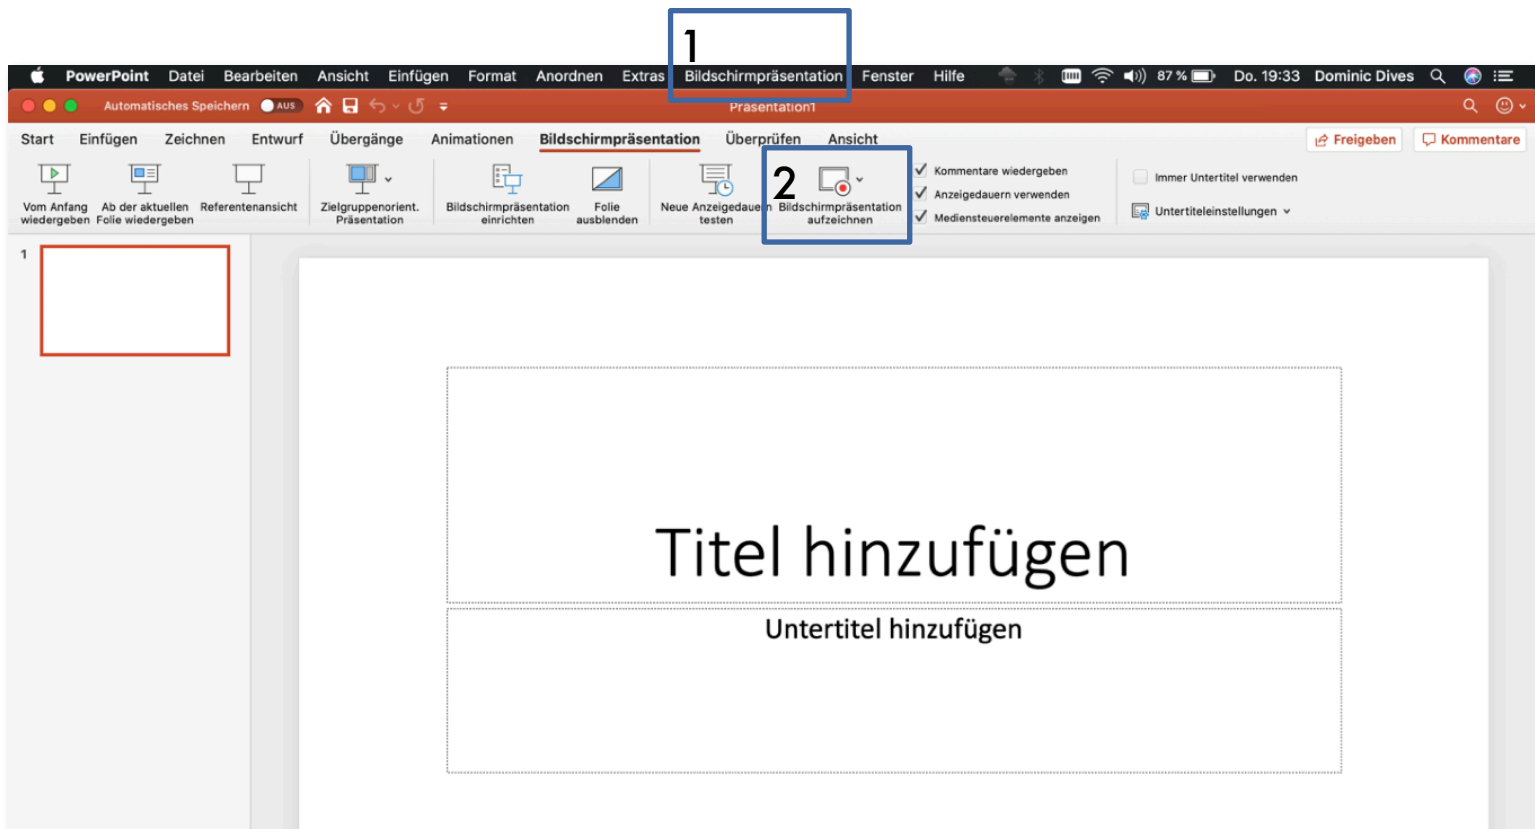 1
PowerPoint Datei Bearbeiten Ansicht Einfügen Format Anordnen Extras Bildschirmpräsentation Fenster Hilfe 87 % Do. 19:33 Dominic Dives
Automatisches Speichern AUS Präsentation1
Start Einfügen Zeichnen Entwurf Übergänge Animationen Bildschirmpräsentation Überprüfen Ansicht Freigeben Kommentare
2
Vom Anfang wiedergeben
Ab der aktuellen Folie wiedergeben
Referentenansicht
Zielgruppenorient. Präsentation
Bildschirmpräsentation einrichten
Folie ausblenden
Neue Anzeigedauern testen
Bildschirmpräsentation aufzeichnen
Kommentare wiedergeben
Anzeigedauern verwenden
Mediensteuerelemente anzeigen
Immer Untertitel verwenden
Untertiteleinstellungen
1
Titel hinzufügen
Untertitel hinzufügen